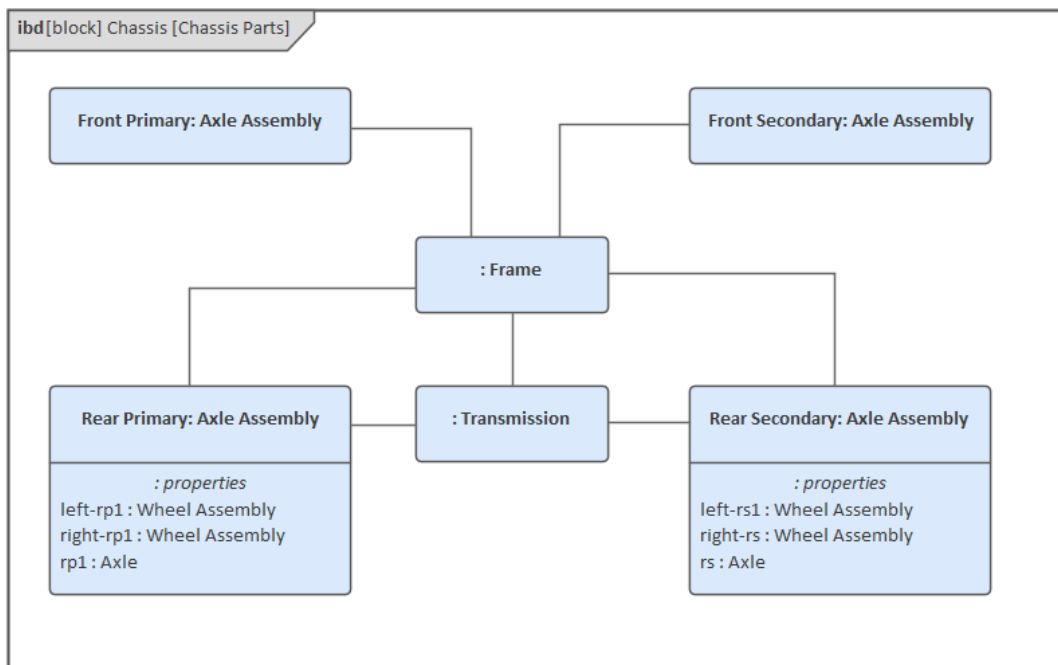 ibd [block] Chassis [Chassis Parts]
Front Primary: Axle Assembly
Front Secondary: Axle Assembly
: Frame
Rear Primary: Axle Assembly
: Transmission
Rear Secondary: Axle Assembly
: properties
left-rp1 : Wheel Assembly
right-rp1 : Wheel Assembly
rp1 : Axle
: properties
left-rs1 : Wheel Assembly
right-rs : Wheel Assembly
rs : Axle